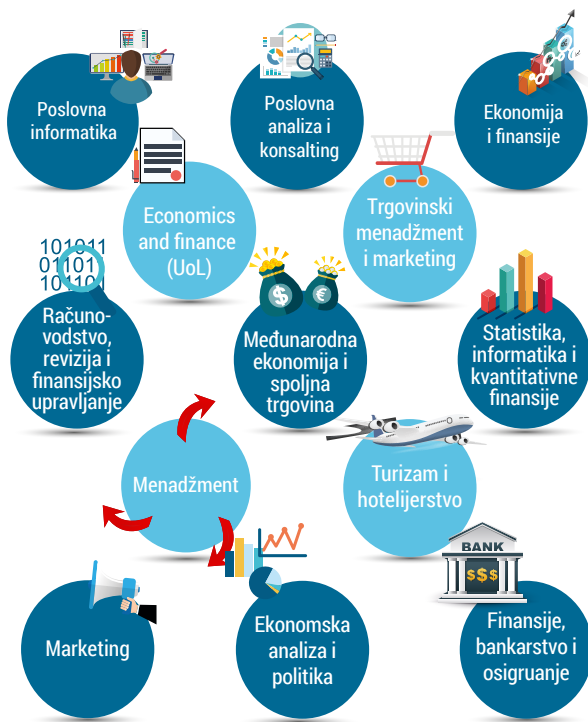 Poslovna
informatika
Poslovna
analiza i
konsalting
Ekonomija
i finansije
Economics
and finance
(UoL)
Trgovinski
menadžment
i marketing
101011
01101
101101
Računo-
vodstvo,
revizija i
finansijsko
upravljanje
$ €
Međunarodna
ekonomija i
spoljna
trgovina
Statistika,
informatika i
kvantitativne
finansije
Menadžment
Turizam i
hotelijerstvo
Marketing
Ekonomska
analiza i
politika
BANK
$$$
Finansije,
bankarstvo i
osigruanje